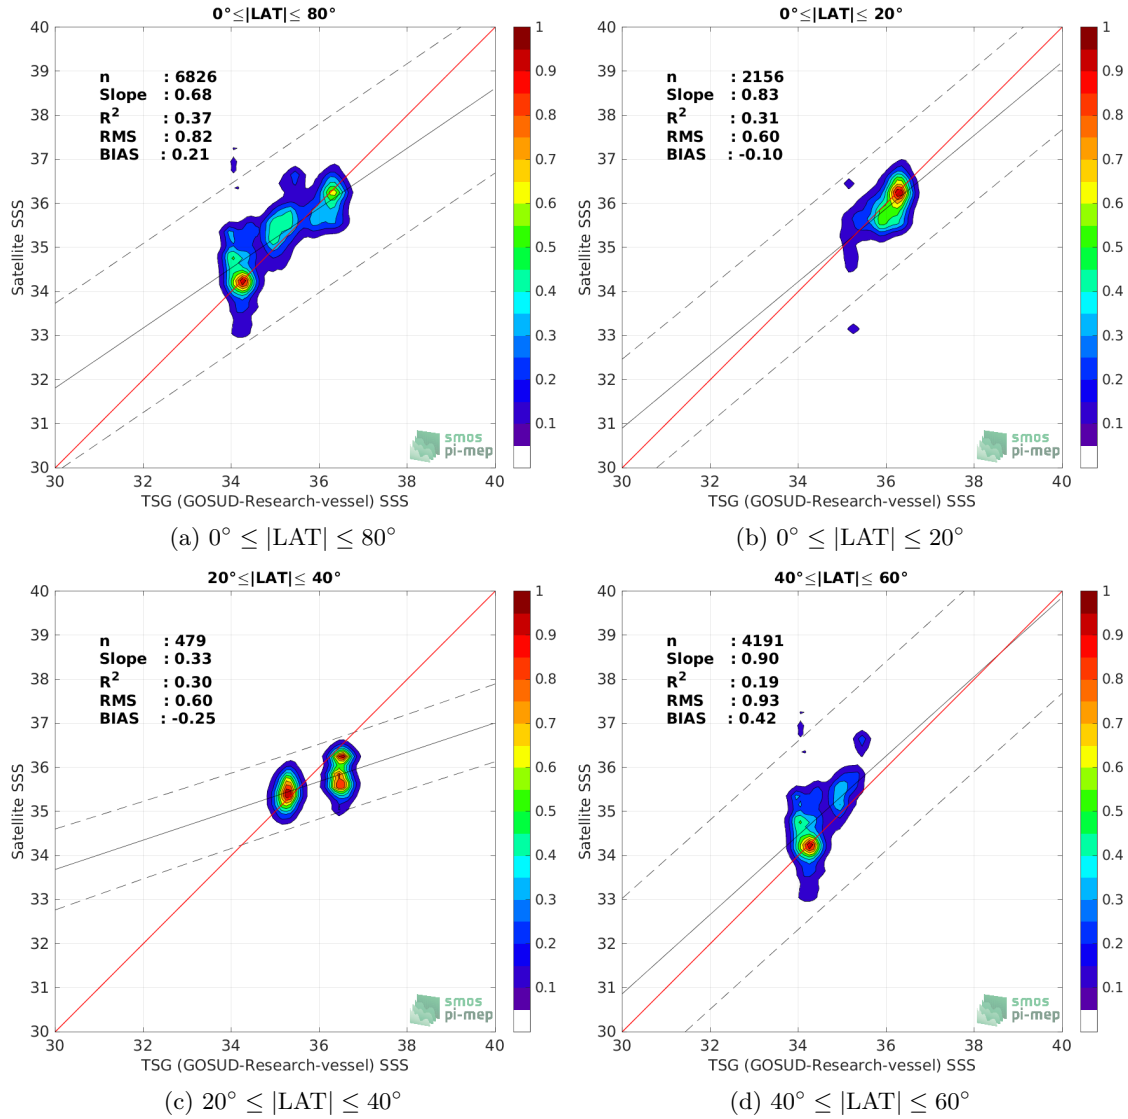 0°≤|LAT|≤ 80°
n : 6826
Slope : 0.68
R² : 0.37
RMS : 0.82
BIAS : 0.21
Satellite SSS
40
39
38
37
36
35
34
33
32
31
30
30 32 34 36 38 40
TSG (GOSUD-Research-vessel) SSS
1
0.9
0.8
0.7
0.6
0.5
0.4
0.3
0.2
0.1
smos
pi-mep
(a) 0° ≤ |LAT| ≤ 80°
0°≤|LAT|≤ 20°
n : 2156
Slope : 0.83
R² : 0.31
RMS : 0.60
BIAS : -0.10
Satellite SSS
40
39
38
37
36
35
34
33
32
31
30
30 32 34 36 38 40
TSG (GOSUD-Research-vessel) SSS
1
0.9
0.8
0.7
0.6
0.5
0.4
0.3
0.2
0.1
smos
pi-mep
(b) 0° ≤ |LAT| ≤ 20°
20°≤|LAT|≤ 40°
n : 479
Slope : 0.33
R² : 0.30
RMS : 0.60
BIAS : -0.25
Satellite SSS
40
39
38
37
36
35
34
33
32
31
30
30 32 34 36 38 40
TSG (GOSUD-Research-vessel) SSS
1
0.9
0.8
0.7
0.6
0.5
0.4
0.3
0.2
0.1
smos
pi-mep
(c) 20° ≤ |LAT| ≤ 40°
40°≤|LAT|≤ 60°
n : 4191
Slope : 0.90
R² : 0.19
RMS : 0.93
BIAS : 0.42
Satellite SSS
40
39
38
37
36
35
34
33
32
31
30
30 32 34 36 38 40
TSG (GOSUD-Research-vessel) SSS
1
0.9
0.8
0.7
0.6
0.5
0.4
0.3
0.2
0.1
smos
pi-mep
(d) 40° ≤ |LAT| ≤ 60°